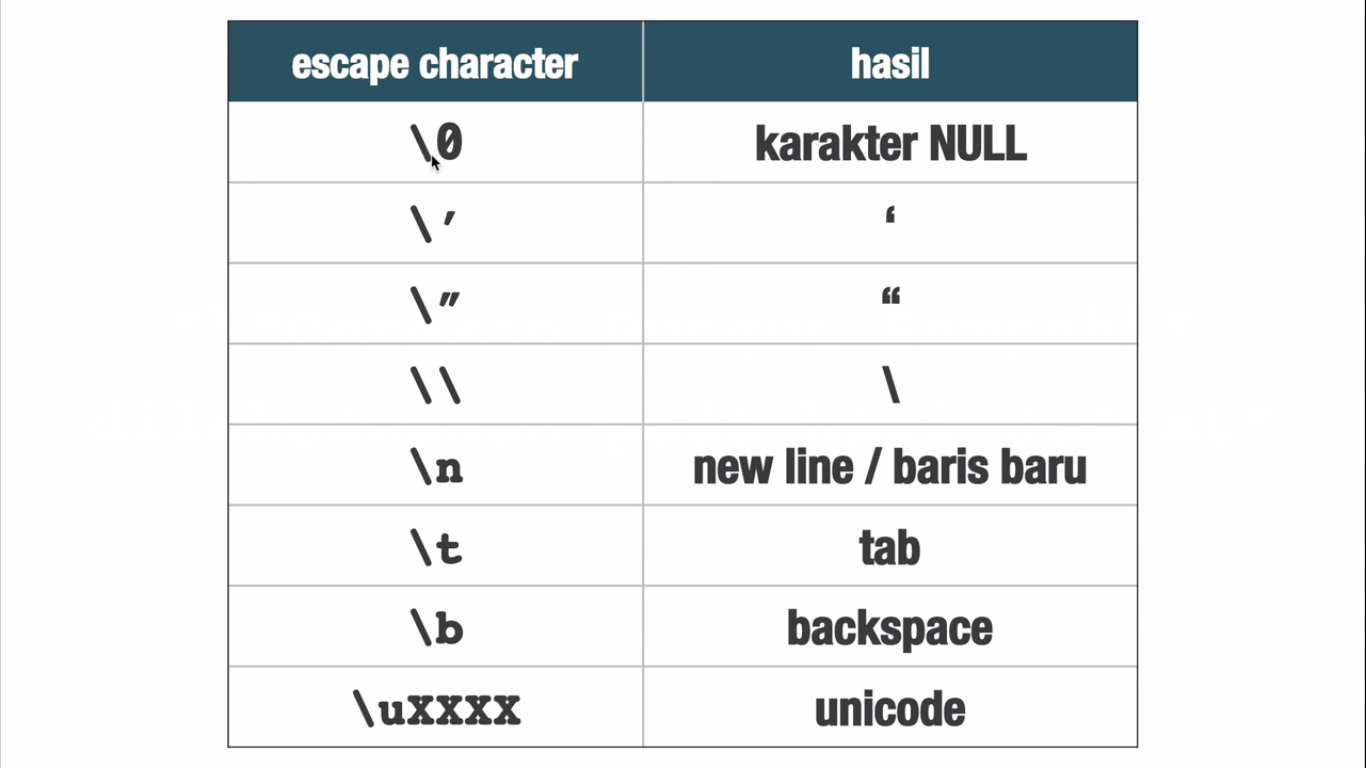 escape character hasil
\0 karakter NULL
\′ ‘
\″ “
\\ \
\n new line / baris baru
\t tab
\b backspace
\uXXXX unicode